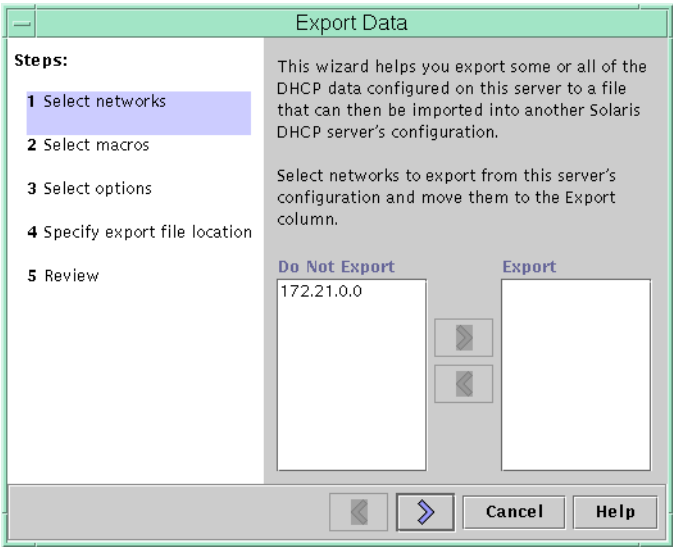 Export Data
Steps:
1 Select networks
2 Select macros
3 Select options
4 Specify export file location
5 Review
This wizard helps you export some or all of the
DHCP data configured on this server to a file
that can then be imported into another Solaris
DHCP server's configuration.
Select networks to export from this server's
configuration and move them to the Export
column.
Do Not Export
Export
172.21.0.0
Cancel
Help